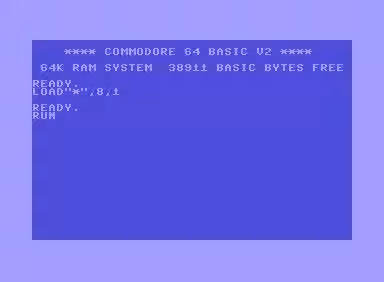 **** COMMODORE 64 BASIC V2 ****
64K RAM SYSTEM  38911 BASIC BYTES FREE
READY.
LOAD"*",8,1
READY.
RUN